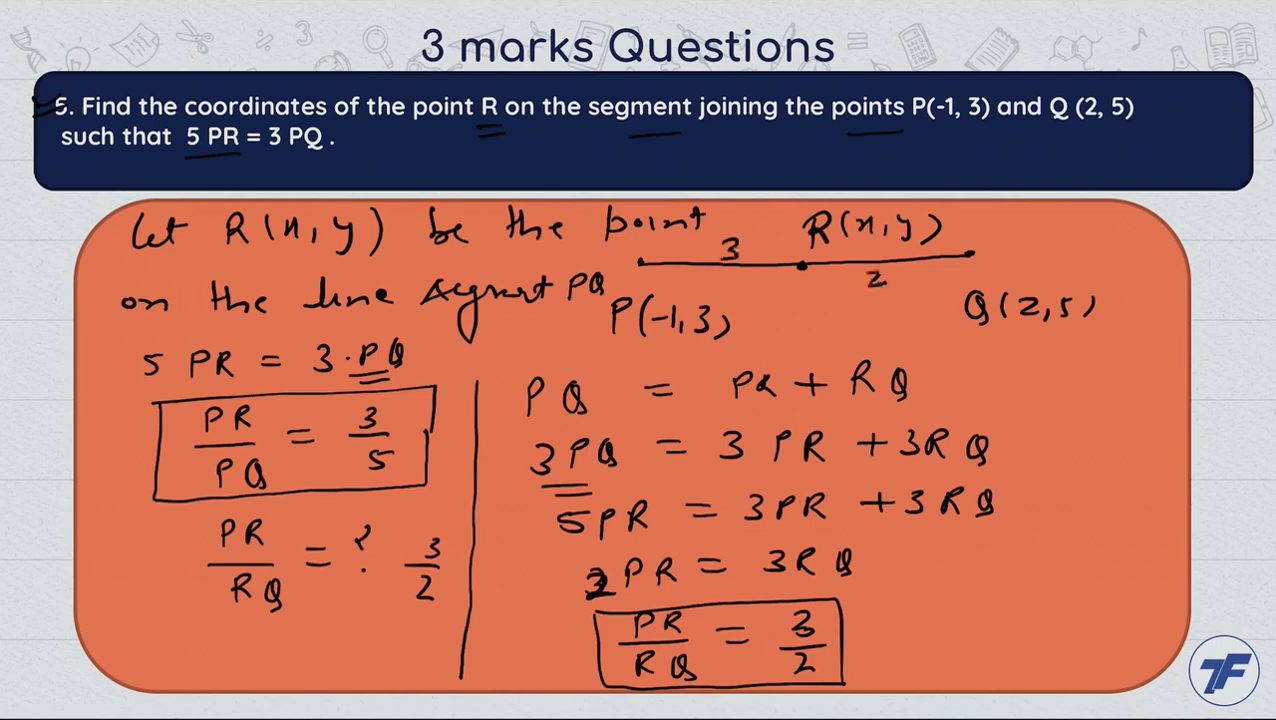 3 marks Questions
5. Find the coordinates of the point R on the segment joining the points P(-1, 3) and Q (2, 5)
such that 5 PR = 3 PQ .
Let R(x, y) be the point
on the line segment PQ
3
R(x, y)
2
P(-1, 3)
Q(2, 5)
5 PR = 3 · PQ
PR/PQ = 3/5
PR/RQ = ? 3/2
PQ = PR + RQ
3PQ = 3 PR + 3RQ
5PR = 3PR + 3RQ
2PR = 3RQ
PR/RQ = 3/2
TF